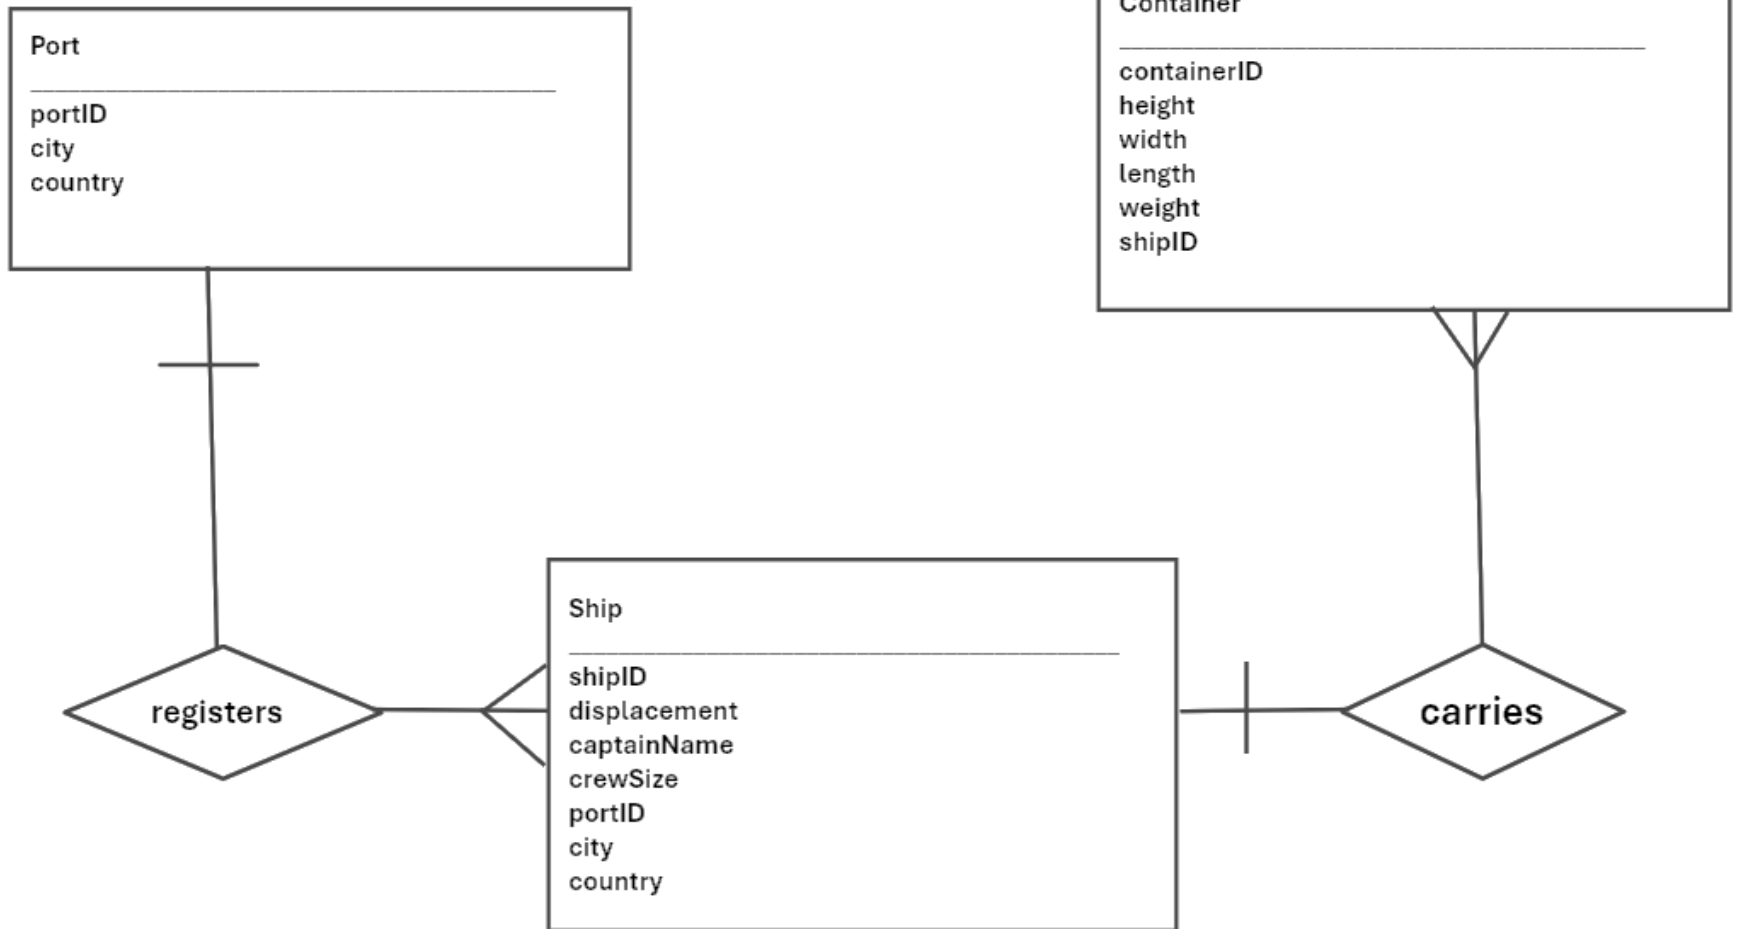 Port
portID
city
country
Container
containerID
height
width
length
weight
shipID
registers
Ship
shipID
displacement
captainName
crewSize
portID
city
country
carries